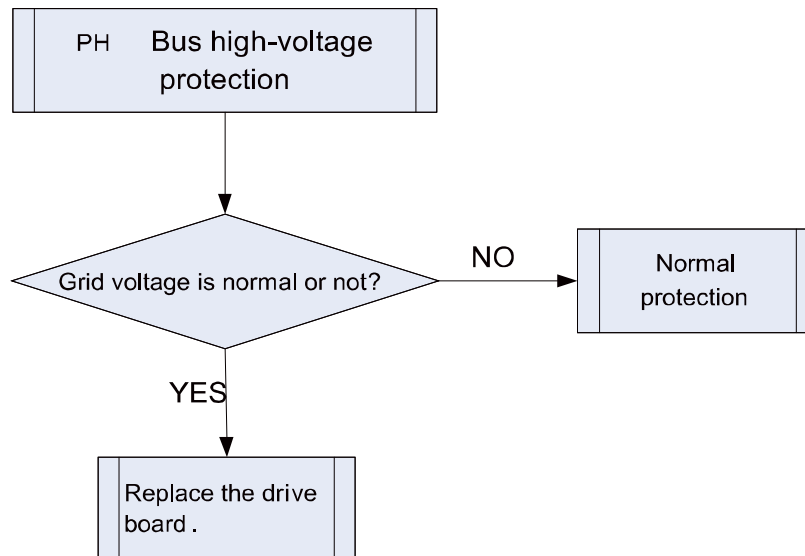 PH Bus high-voltage
protection
Grid voltage is normal or not?
NO
Normal
protection
YES
Replace the drive
board .